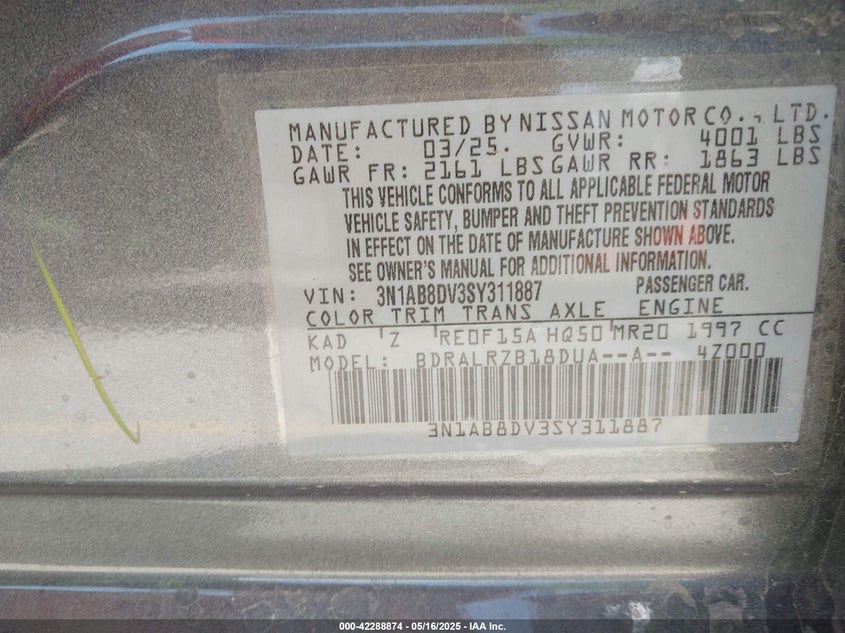 MANUFACTURED BY NISSAN MOTOR CO., LTD.
DATE: 03/25. GVWR: 4001 LBS
GAWR FR: 2161 LBS GAWR RR: 1863 LBS
THIS VEHICLE CONFORMS TO ALL APPLICABLE FEDERAL MOTOR
VEHICLE SAFETY, BUMPER AND THEFT PREVENTION STANDARDS
IN EFFECT ON THE DATE OF MANUFACTURE SHOWN ABOVE.
SEE OWNER'S MANUAL FOR ADDITIONAL INFORMATION.
VIN: 3N1AB8DV3SY311887 PASSENGER CAR.
COLOR TRIM TRANS AXLE ENGINE
KAD Z RE0F15A HQ50 MR20 1997 CC
MODEL: BDRALRZB18DUA--A-- 4Z000
3N1AB8DV3SY311887
000-42288874 | 05/16/2025 - IAA Inc.